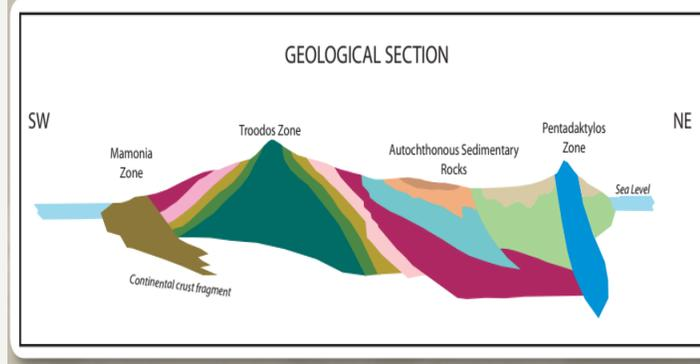 GEOLOGICAL SECTION
SW
NE
Mamonia
Zone
Troodos Zone
Autochthonous Sedimentary
Rocks
Pentadaktylos
Zone
Sea Level
Continental crust fragment